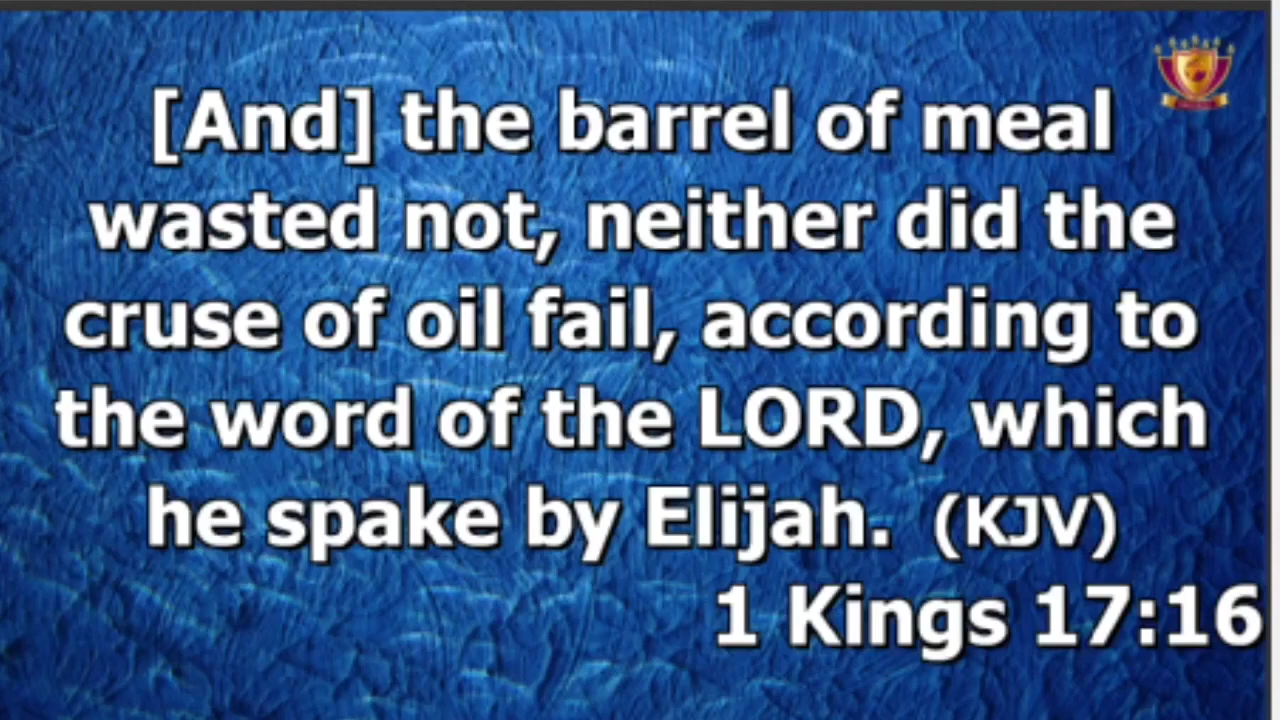 [And] the barrel of meal
wasted not, neither did the
cruse of oil fail, according to
the word of the LORD, which
he spake by Elijah. (KJV)
1 Kings 17:16